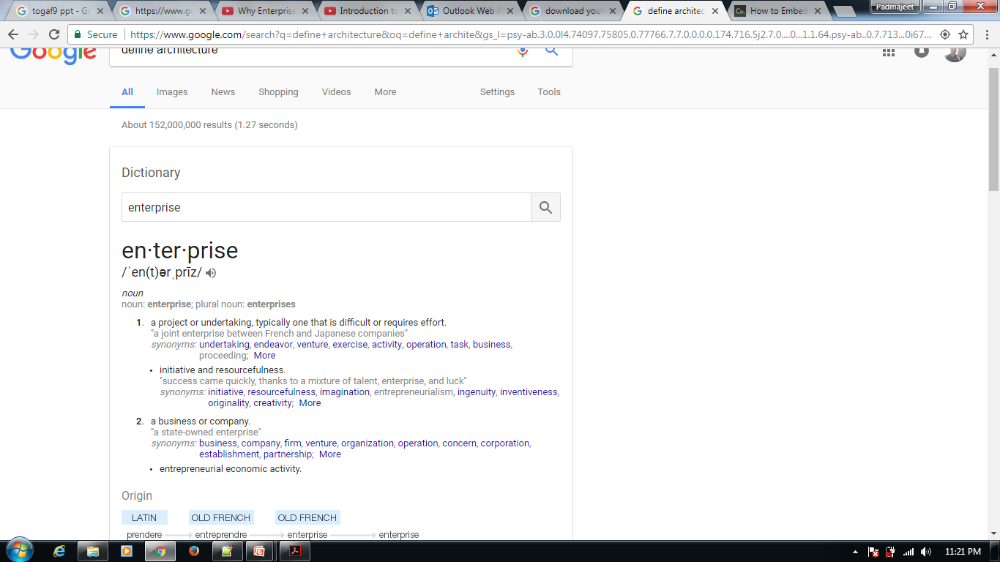 togaf9 ppt - Go
https://www.go
Why Enterprise
Introduction to
Outlook Web A
download yout
define architec
Co. How to Embed
Padmajeet
Secure https://www.google.com/search?q=define+architecture&oq=define+archite&gs_l=psy-ab.3.0.0l4.74097.75805.0.77766.7.7.0.0.0.0.174.716.5j2.7.0....0...1.1.64.psy-ab..0.7.713...0i67...
Google
define architecture
All Images News Shopping Videos More Settings Tools
About 152,000,000 results (1.27 seconds)
Dictionary
enterprise
en·ter·prise
/ˈen(t)ərˌprīz/
noun
noun: enterprise; plural noun: enterprises
1. a project or undertaking, typically one that is difficult or requires effort.
"a joint enterprise between French and Japanese companies"
synonyms: undertaking, endeavor, venture, exercise, activity, operation, task, business,
proceeding; More
• initiative and resourcefulness.
"success came quickly, thanks to a mixture of talent, enterprise, and luck"
synonyms: initiative, resourcefulness, imagination, entrepreneurialism, ingenuity, inventiveness,
originality, creativity; More
2. a business or company.
"a state-owned enterprise"
synonyms: business, company, firm, venture, organization, operation, concern, corporation,
establishment, partnership; More
• entrepreneurial economic activity.
Origin
LATIN OLD FRENCH OLD FRENCH
prendere entreprendre enterprise enterprise
11:21 PM